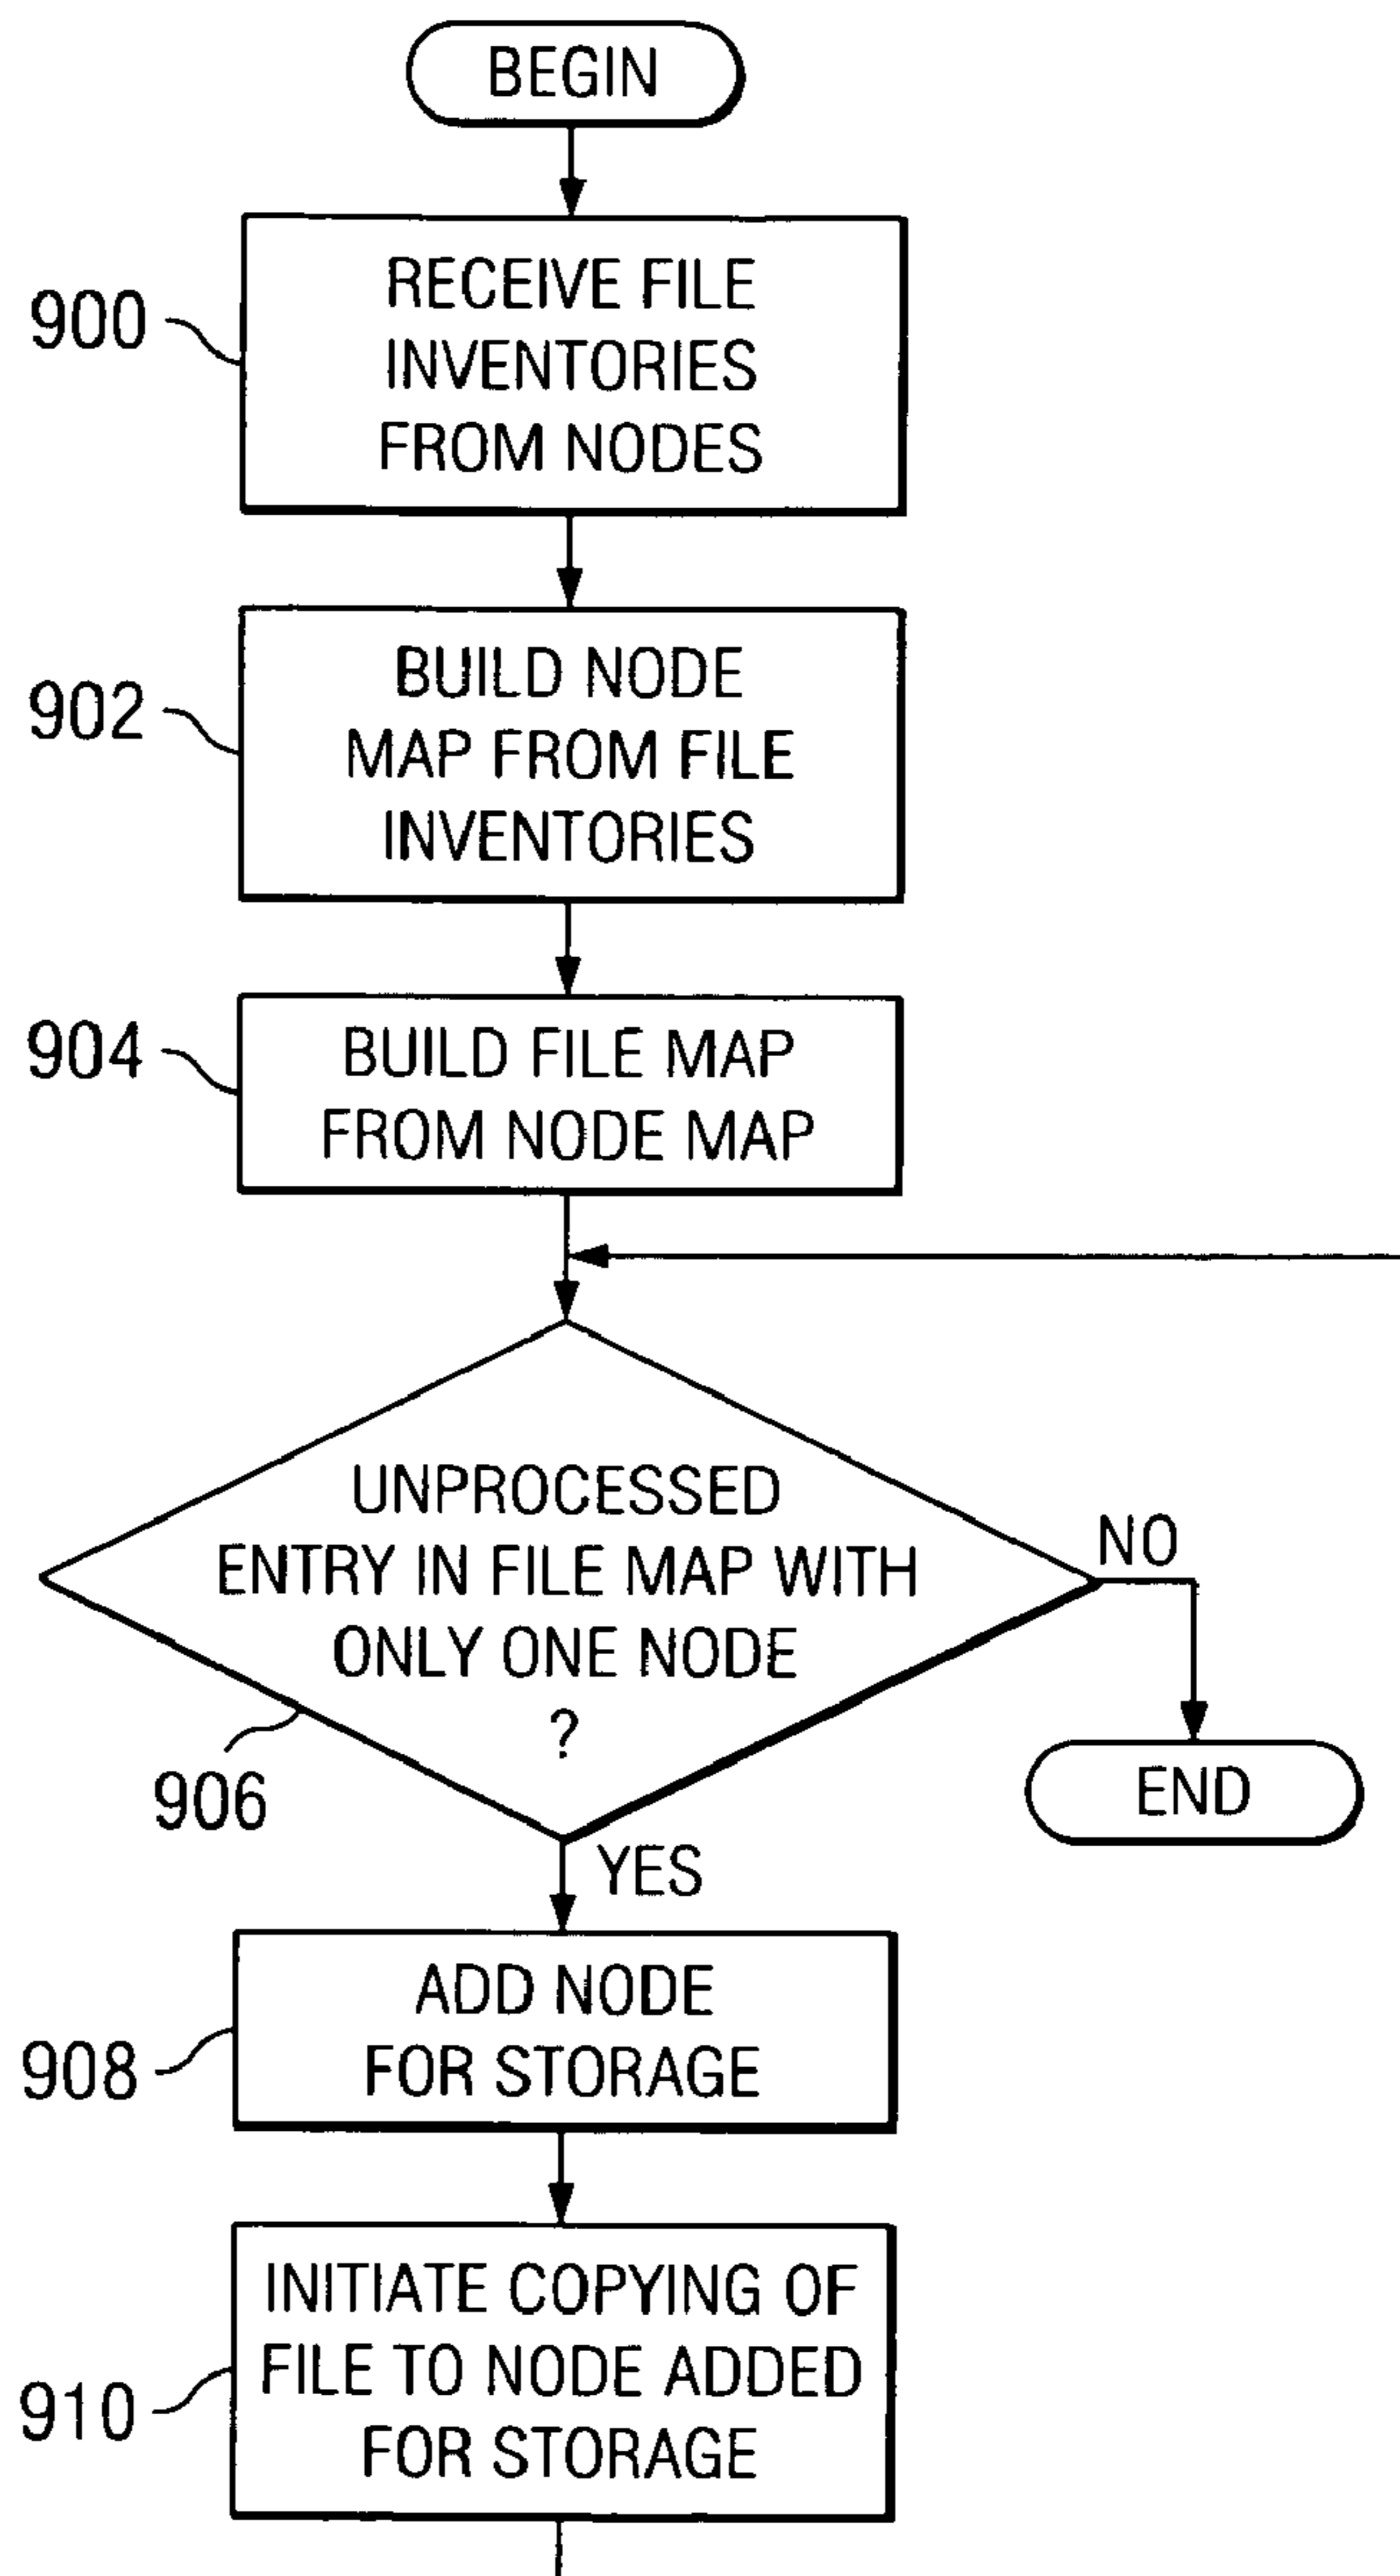 BEGIN
900
RECEIVE FILE
INVENTORIES
FROM NODES
902
BUILD NODE
MAP FROM FILE
INVENTORIES
904
BUILD FILE MAP
FROM NODE MAP
UNPROCESSED
ENTRY IN FILE MAP WITH
ONLY ONE NODE
?
906
NO
END
YES
908
ADD NODE
FOR STORAGE
910
INITIATE COPYING OF
FILE TO NODE ADDED
FOR STORAGE